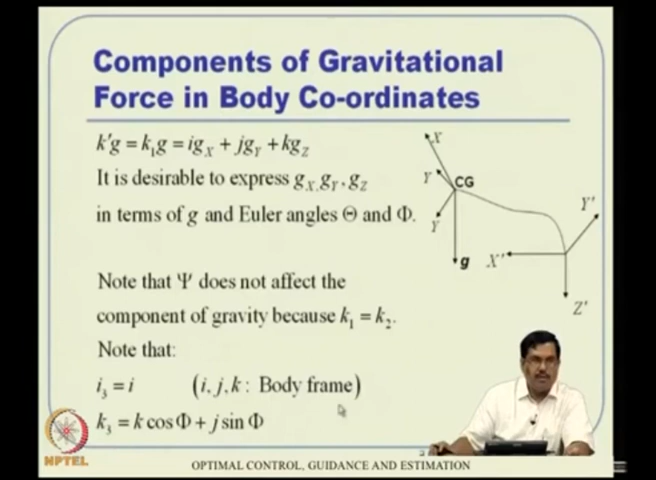 Components of Gravitational
Force in Body Co-ordinates
k'g = k₁g = ig_X + jg_Y + kg_Z
It is desirable to express g_X, g_Y, g_Z
in terms of g and Euler angles Θ and Φ.
Note that Ψ does not affect the
component of gravity because k₁ = k₂.
Note that:
i₃ = i (i, j, k : Body frame)
k₃ = k cos Φ + j sin Φ
X
Y
CG
Y
g
Y'
X'
Z'
NPTEL
OPTIMAL CONTROL, GUIDANCE AND ESTIMATION